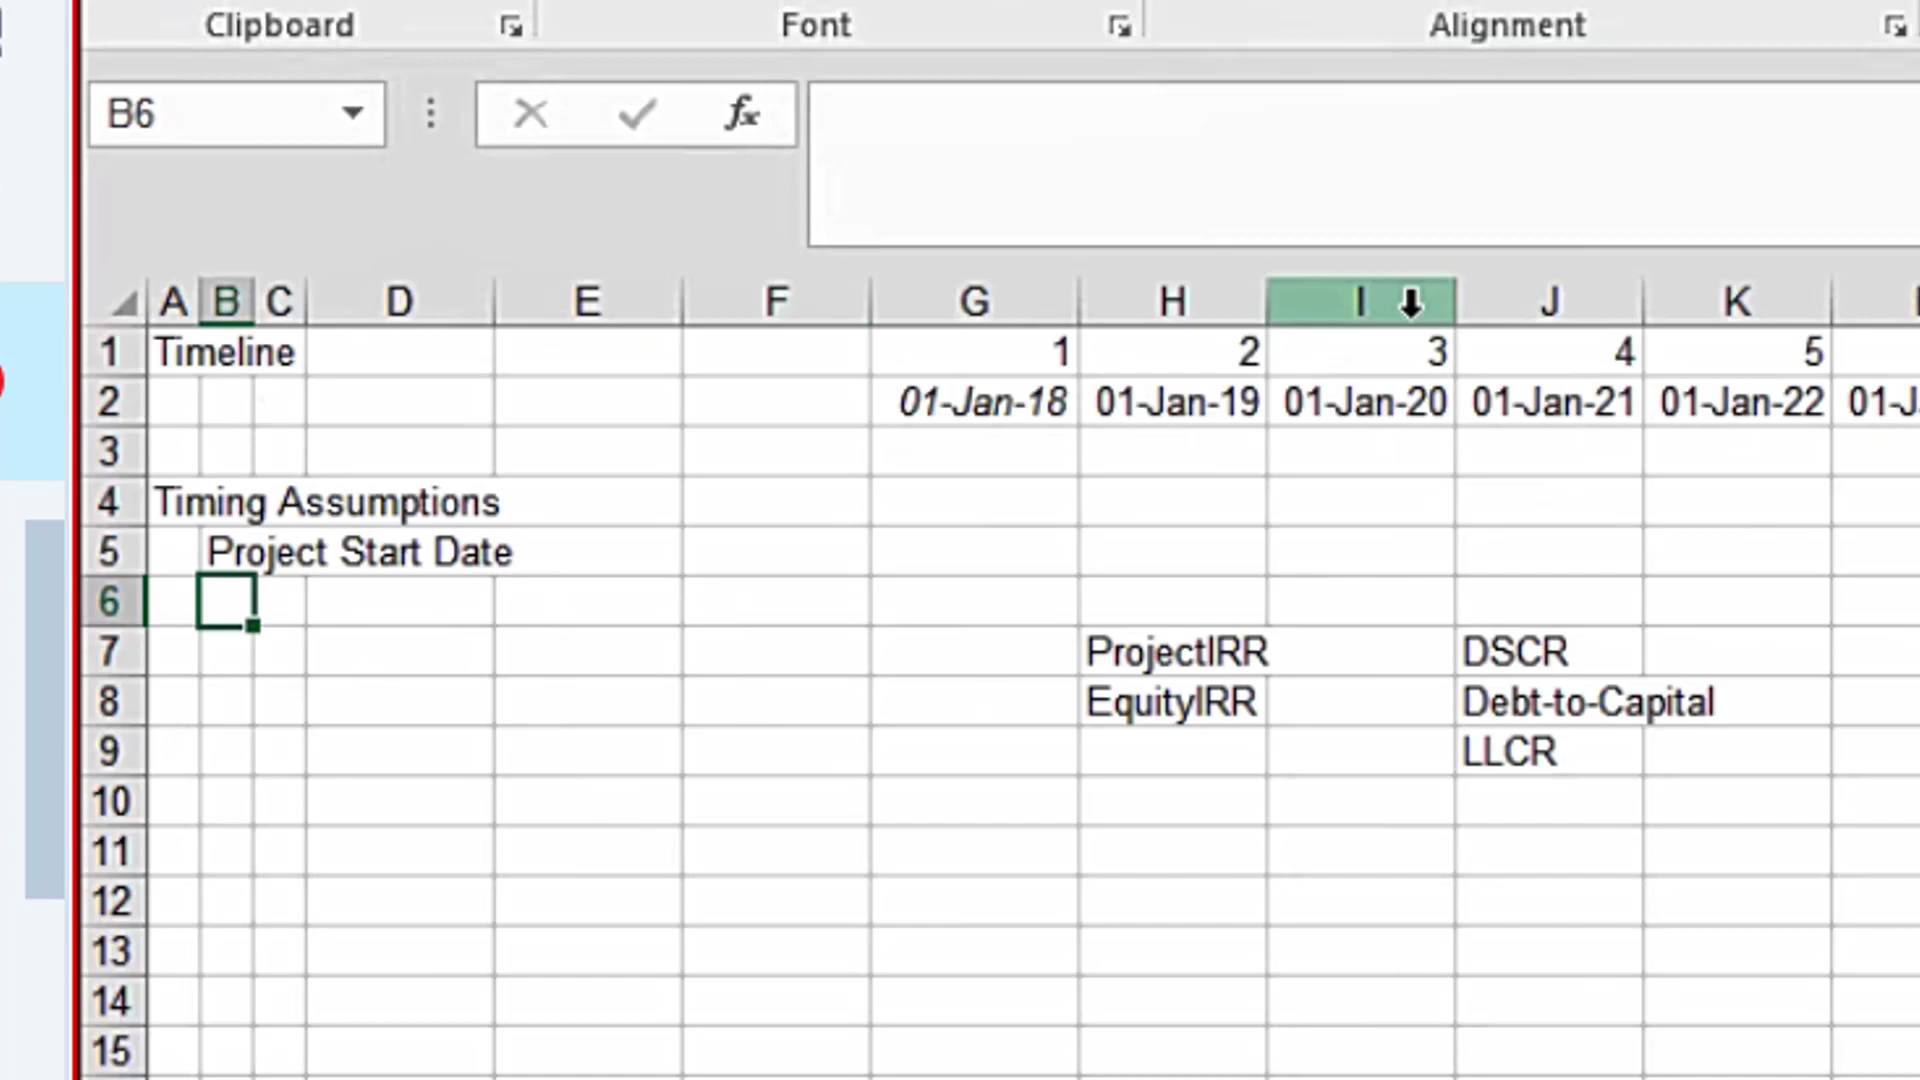 Clipboard Font Alignment
B6 fx
A B C D E F G H I J K
1 Timeline 1 2 3 4 5
2 01-Jan-18 01-Jan-19 01-Jan-20 01-Jan-21 01-Jan-22 01-J
3
4 Timing Assumptions
5 Project Start Date
6
7 ProjectIRR DSCR
8 EquityIRR Debt-to-Capital
9 LLCR
10
11
12
13
14
15